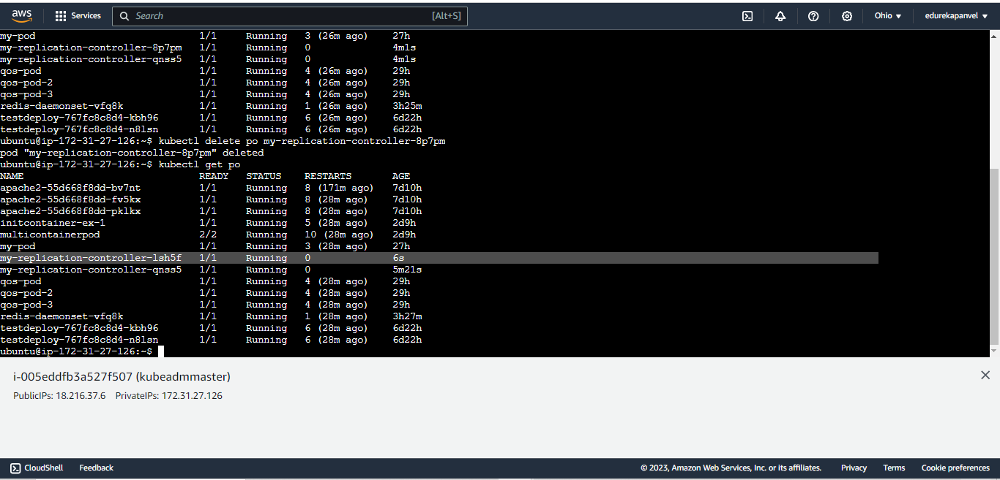 aws Services Search [Alt+S] Ohio edurekapanvel
my-pod 1/1 Running 3 (26m ago) 27h
my-replication-controller-8p7pm 1/1 Running 0 4m1s
my-replication-controller-qnss5 1/1 Running 0 4m1s
qos-pod 1/1 Running 4 (26m ago) 29h
qos-pod-2 1/1 Running 4 (26m ago) 29h
qos-pod-3 1/1 Running 4 (26m ago) 29h
redis-daemonset-vfq8k 1/1 Running 1 (26m ago) 3h25m
testdeploy-767fc8c8d4-kbh96 1/1 Running 6 (26m ago) 6d22h
testdeploy-767fc8c8d4-n8lsn 1/1 Running 6 (26m ago) 6d22h
ubuntu@ip-172-31-27-126:~$ kubectl delete po my-replication-controller-8p7pm
pod "my-replication-controller-8p7pm" deleted
ubuntu@ip-172-31-27-126:~$ kubectl get po
NAME READY STATUS RESTARTS AGE
apache2-55d668f8dd-bv7nt 1/1 Running 8 (171m ago) 7d10h
apache2-55d668f8dd-fv5kx 1/1 Running 8 (28m ago) 7d10h
apache2-55d668f8dd-pklkx 1/1 Running 8 (28m ago) 7d10h
initcontainer-ex-1 1/1 Running 5 (28m ago) 2d9h
multicontainerpod 2/2 Running 10 (28m ago) 2d9h
my-pod 1/1 Running 3 (28m ago) 27h
my-replication-controller-lsh5f 1/1 Running 0 6s
my-replication-controller-qnss5 1/1 Running 0 5m21s
qos-pod 1/1 Running 4 (28m ago) 29h
qos-pod-2 1/1 Running 4 (28m ago) 29h
qos-pod-3 1/1 Running 4 (28m ago) 29h
redis-daemonset-vfq8k 1/1 Running 1 (28m ago) 3h27m
testdeploy-767fc8c8d4-kbh96 1/1 Running 6 (28m ago) 6d22h
testdeploy-767fc8c8d4-n8lsn 1/1 Running 6 (28m ago) 6d22h
ubuntu@ip-172-31-27-126:~$
i-005eddfb3a527f507 (kubeadmmaster)
PublicIPs: 18.216.37.6 PrivateIPs: 172.31.27.126
CloudShell Feedback © 2023, Amazon Web Services, Inc. or its affiliates. Privacy Terms Cookie preferences